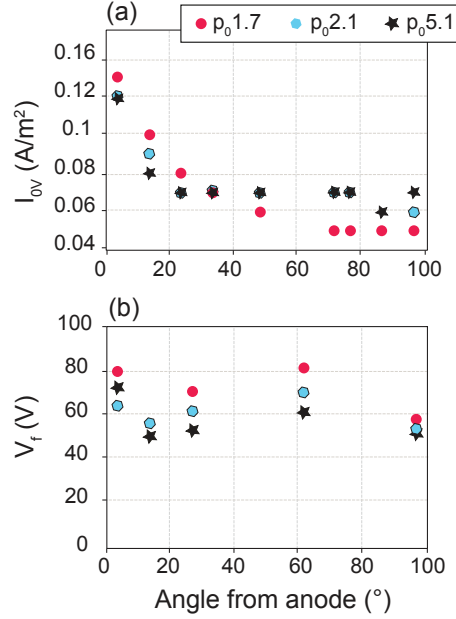 (a)
p₀1.7 p₀2.1 p₀5.1
0.16
0.12
0.1
0.08
0.06
0.04
I₀ᵥ (A/m²)
0 20 40 60 80 100
(b)
100
80
60
40
20
0
V_f (V)
0 20 40 60 80 100
Angle from anode (°)